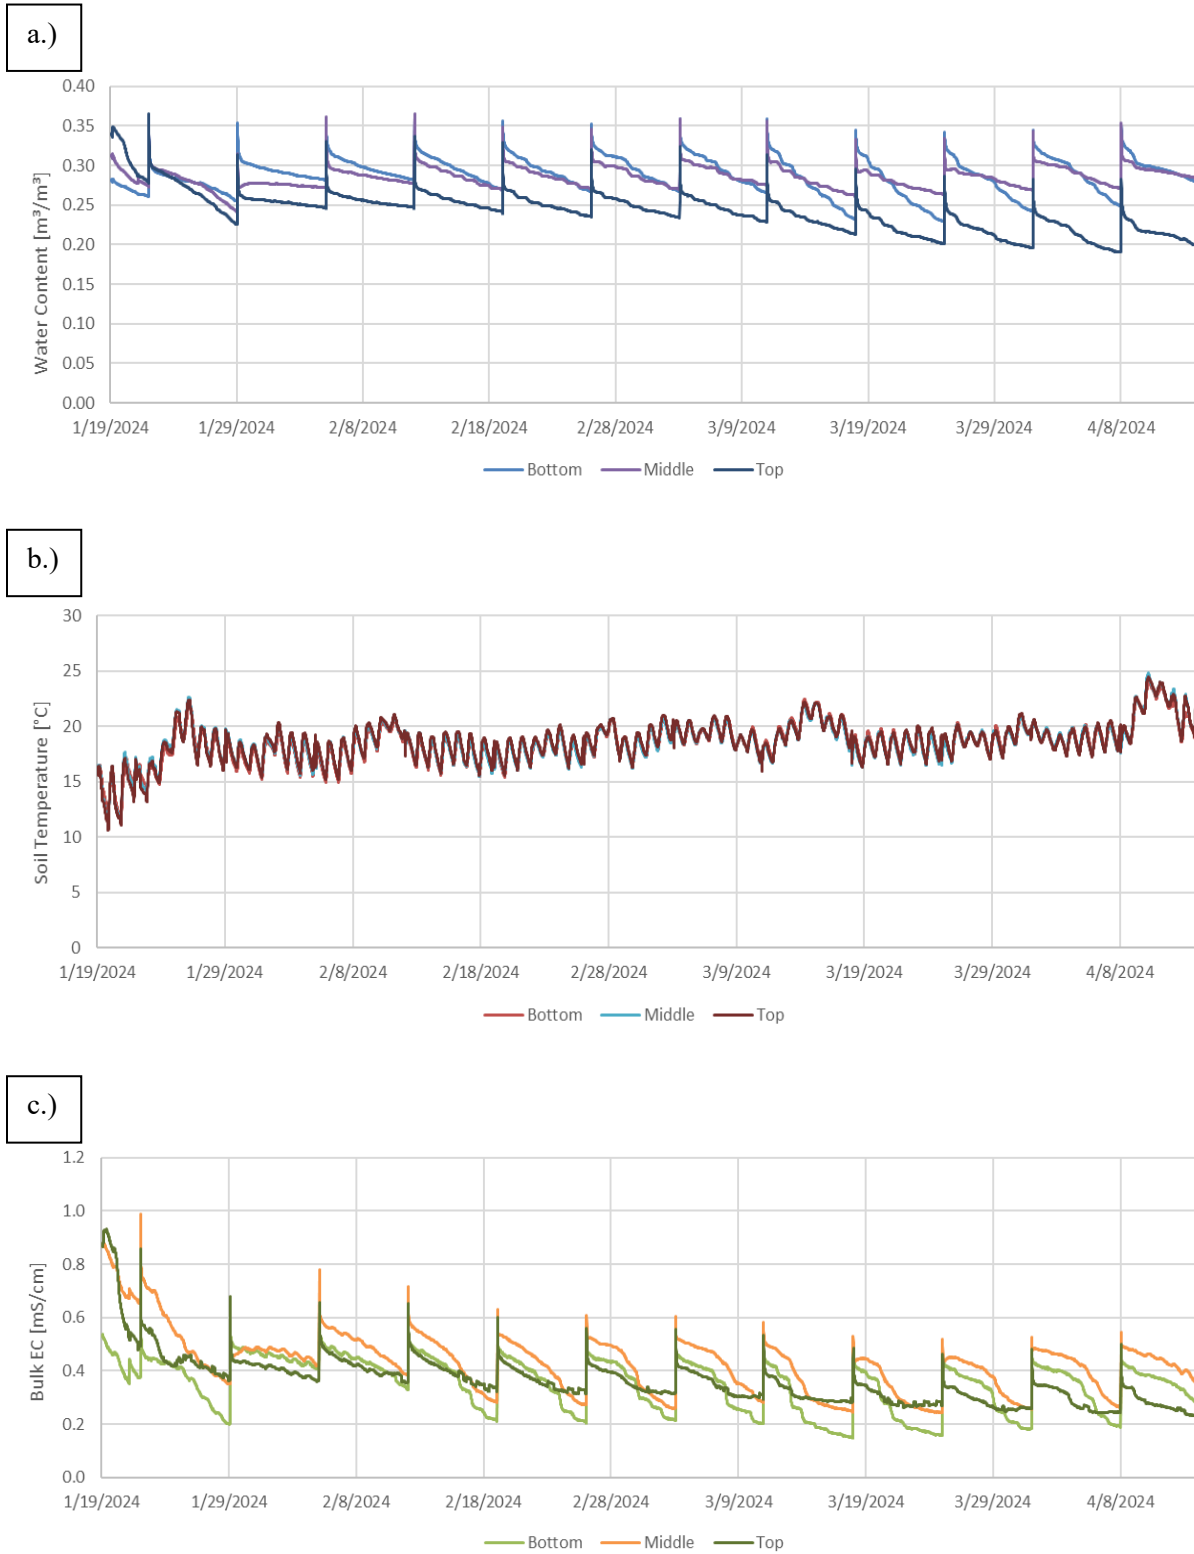 a.)
0.40
0.35
0.30
0.25
0.20
0.15
0.10
0.05
0.00
Water Content [m³/m³]
1/19/2024 1/29/2024 2/8/2024 2/18/2024 2/28/2024 3/9/2024 3/19/2024 3/29/2024 4/8/2024
Bottom Middle Top
b.)
30
25
20
15
10
5
0
Soil Temperature [°C]
1/19/2024 1/29/2024 2/8/2024 2/18/2024 2/28/2024 3/9/2024 3/19/2024 3/29/2024 4/8/2024
Bottom Middle Top
c.)
1.2
1.0
0.8
0.6
0.4
0.2
0.0
Bulk EC [mS/cm]
1/19/2024 1/29/2024 2/8/2024 2/18/2024 2/28/2024 3/9/2024 3/19/2024 3/29/2024 4/8/2024
Bottom Middle Top